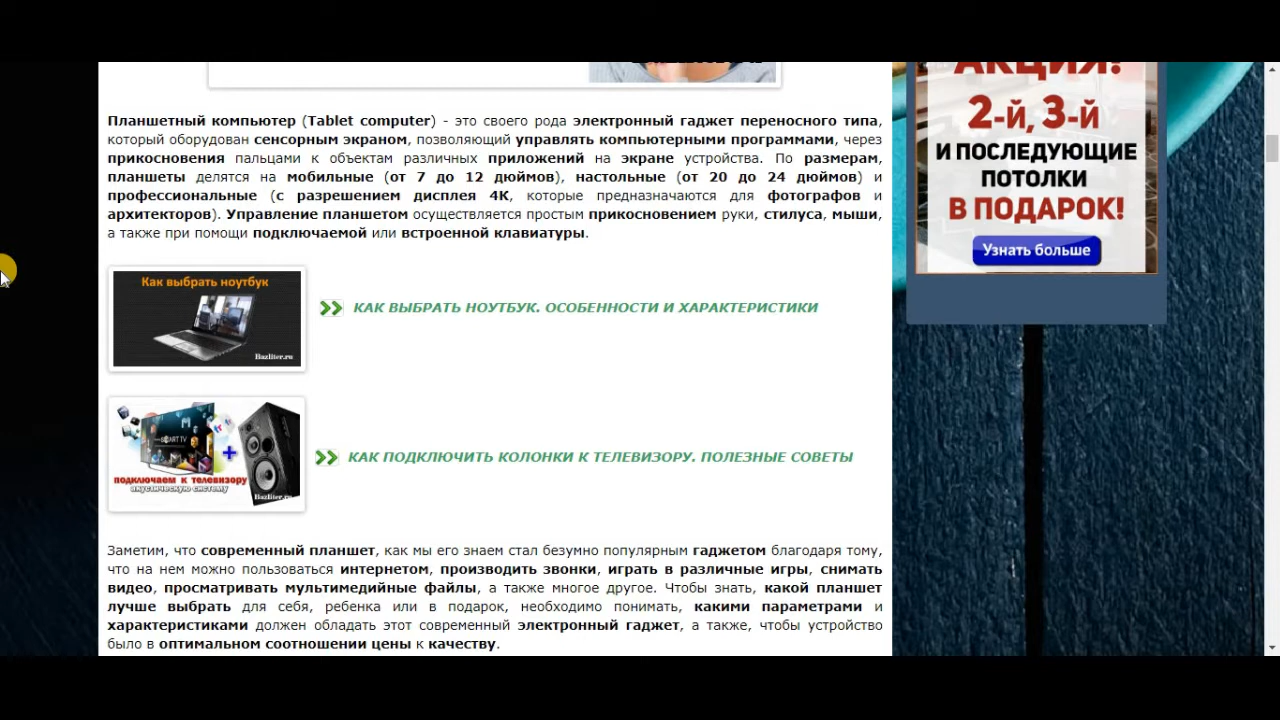 Планшетный компьютер (Tablet computer) - это своего рода электронный гаджет переносного типа,
который оборудован сенсорным экраном, позволяющий управлять компьютерными программами, через
прикосновения пальцами к объектам различных приложений на экране устройства. По размерам,
планшеты делятся на мобильные (от 7 до 12 дюймов), настольные (от 20 до 24 дюймов) и
профессиональные (с разрешением дисплея 4К, которые предназначаются для фотографов и
архитекторов). Управление планшетом осуществляется простым прикосновением руки, стилуса, мыши,
а также при помощи подключаемой или встроенной клавиатуры.
Как выбрать ноутбук
Bazliter.ru
КАК ВЫБРАТЬ НОУТБУК. ОСОБЕННОСТИ И ХАРАКТЕРИСТИКИ
SMART TV
подключаем к телевизору
акустическую систему
Bazliter.ru
КАК ПОДКЛЮЧИТЬ КОЛОНКИ К ТЕЛЕВИЗОРУ. ПОЛЕЗНЫЕ СОВЕТЫ
Заметим, что современный планшет, как мы его знаем стал безумно популярным гаджетом благодаря тому,
что на нем можно пользоваться интернетом, производить звонки, играть в различные игры, снимать
видео, просматривать мультимедийные файлы, а также многое другое. Чтобы знать, какой планшет
лучше выбрать для себя, ребенка или в подарок, необходимо понимать, какими параметрами и
характеристиками должен обладать этот современный электронный гаджет, а также, чтобы устройство
было в оптимальном соотношении цены к качеству.
АКЦИЯ!
2-й, 3-й
И ПОСЛЕДУЮЩИЕ
ПОТОЛКИ
В ПОДАРОК!
Узнать больше